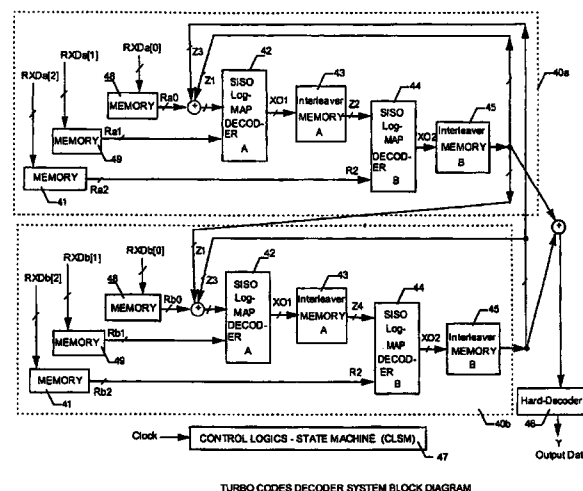 RXDa[0]
RXDa[1]
RXDa[2]
Z3
Z1
42
SISO
Log-
MAP
DECOD-
ER
A
48
MEMORY
Ra0
+
XO1
43
Interleaver
MEMORY
A
Z2
44
SISO
Log-
MAP
DECOD-
ER
B
XO2
45
Interleaver
MEMORY
B
40a
MEMORY
49
Ra1
MEMORY
41
Ra2
R2
+
RXDb[0]
RXDb[1]
RXDb[2]
Z1
Z3
42
SISO
Log-
MAP
DECOD-
ER
A
48
MEMORY
Rb0
+
XO1
43
Interleaver
MEMORY
A
Z4
44
SISO
Log-
MAP
DECOD-
ER
B
XO2
45
Interleaver
MEMORY
B
MEMORY
49
Rb1
MEMORY
41
Rb2
R2
40b
Hard-Decoder
46
Y
Output Data
Clock
CONTROL LOGICS - STATE MACHINE (CLSM)
47
TURBO CODES DECODER SYSTEM BLOCK DIAGRAM